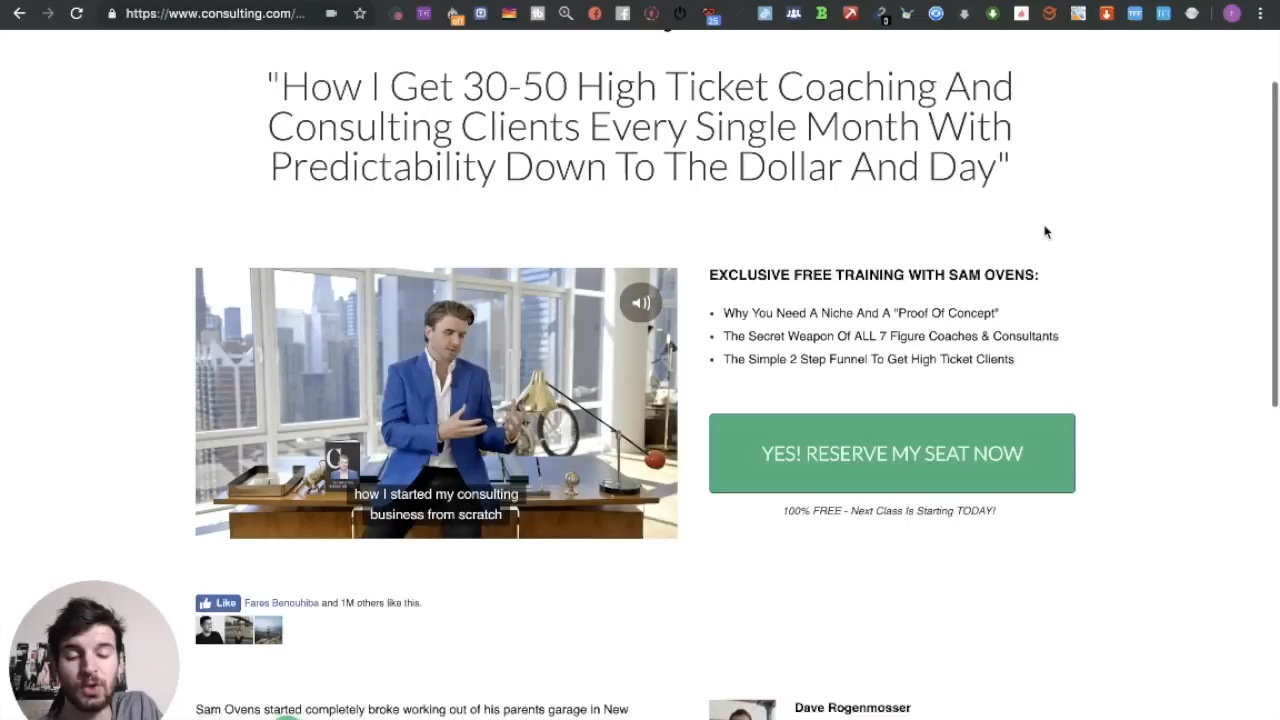 https://www.consulting.com/...
off
25
3
"How I Get 30-50 High Ticket Coaching And
Consulting Clients Every Single Month With
Predictability Down To The Dollar And Day"
how I started my consulting
business from scratch
EXCLUSIVE FREE TRAINING WITH SAM OVENS:
• Why You Need A Niche And A "Proof Of Concept"
• The Secret Weapon Of ALL 7 Figure Coaches & Consultants
• The Simple 2 Step Funnel To Get High Ticket Clients
YES! RESERVE MY SEAT NOW
100% FREE - Next Class Is Starting TODAY!
Like Fares Benouhiba and 1M others like this.
Sam Ovens started completely broke working out of his parents garage in New
Dave Rogenmosser